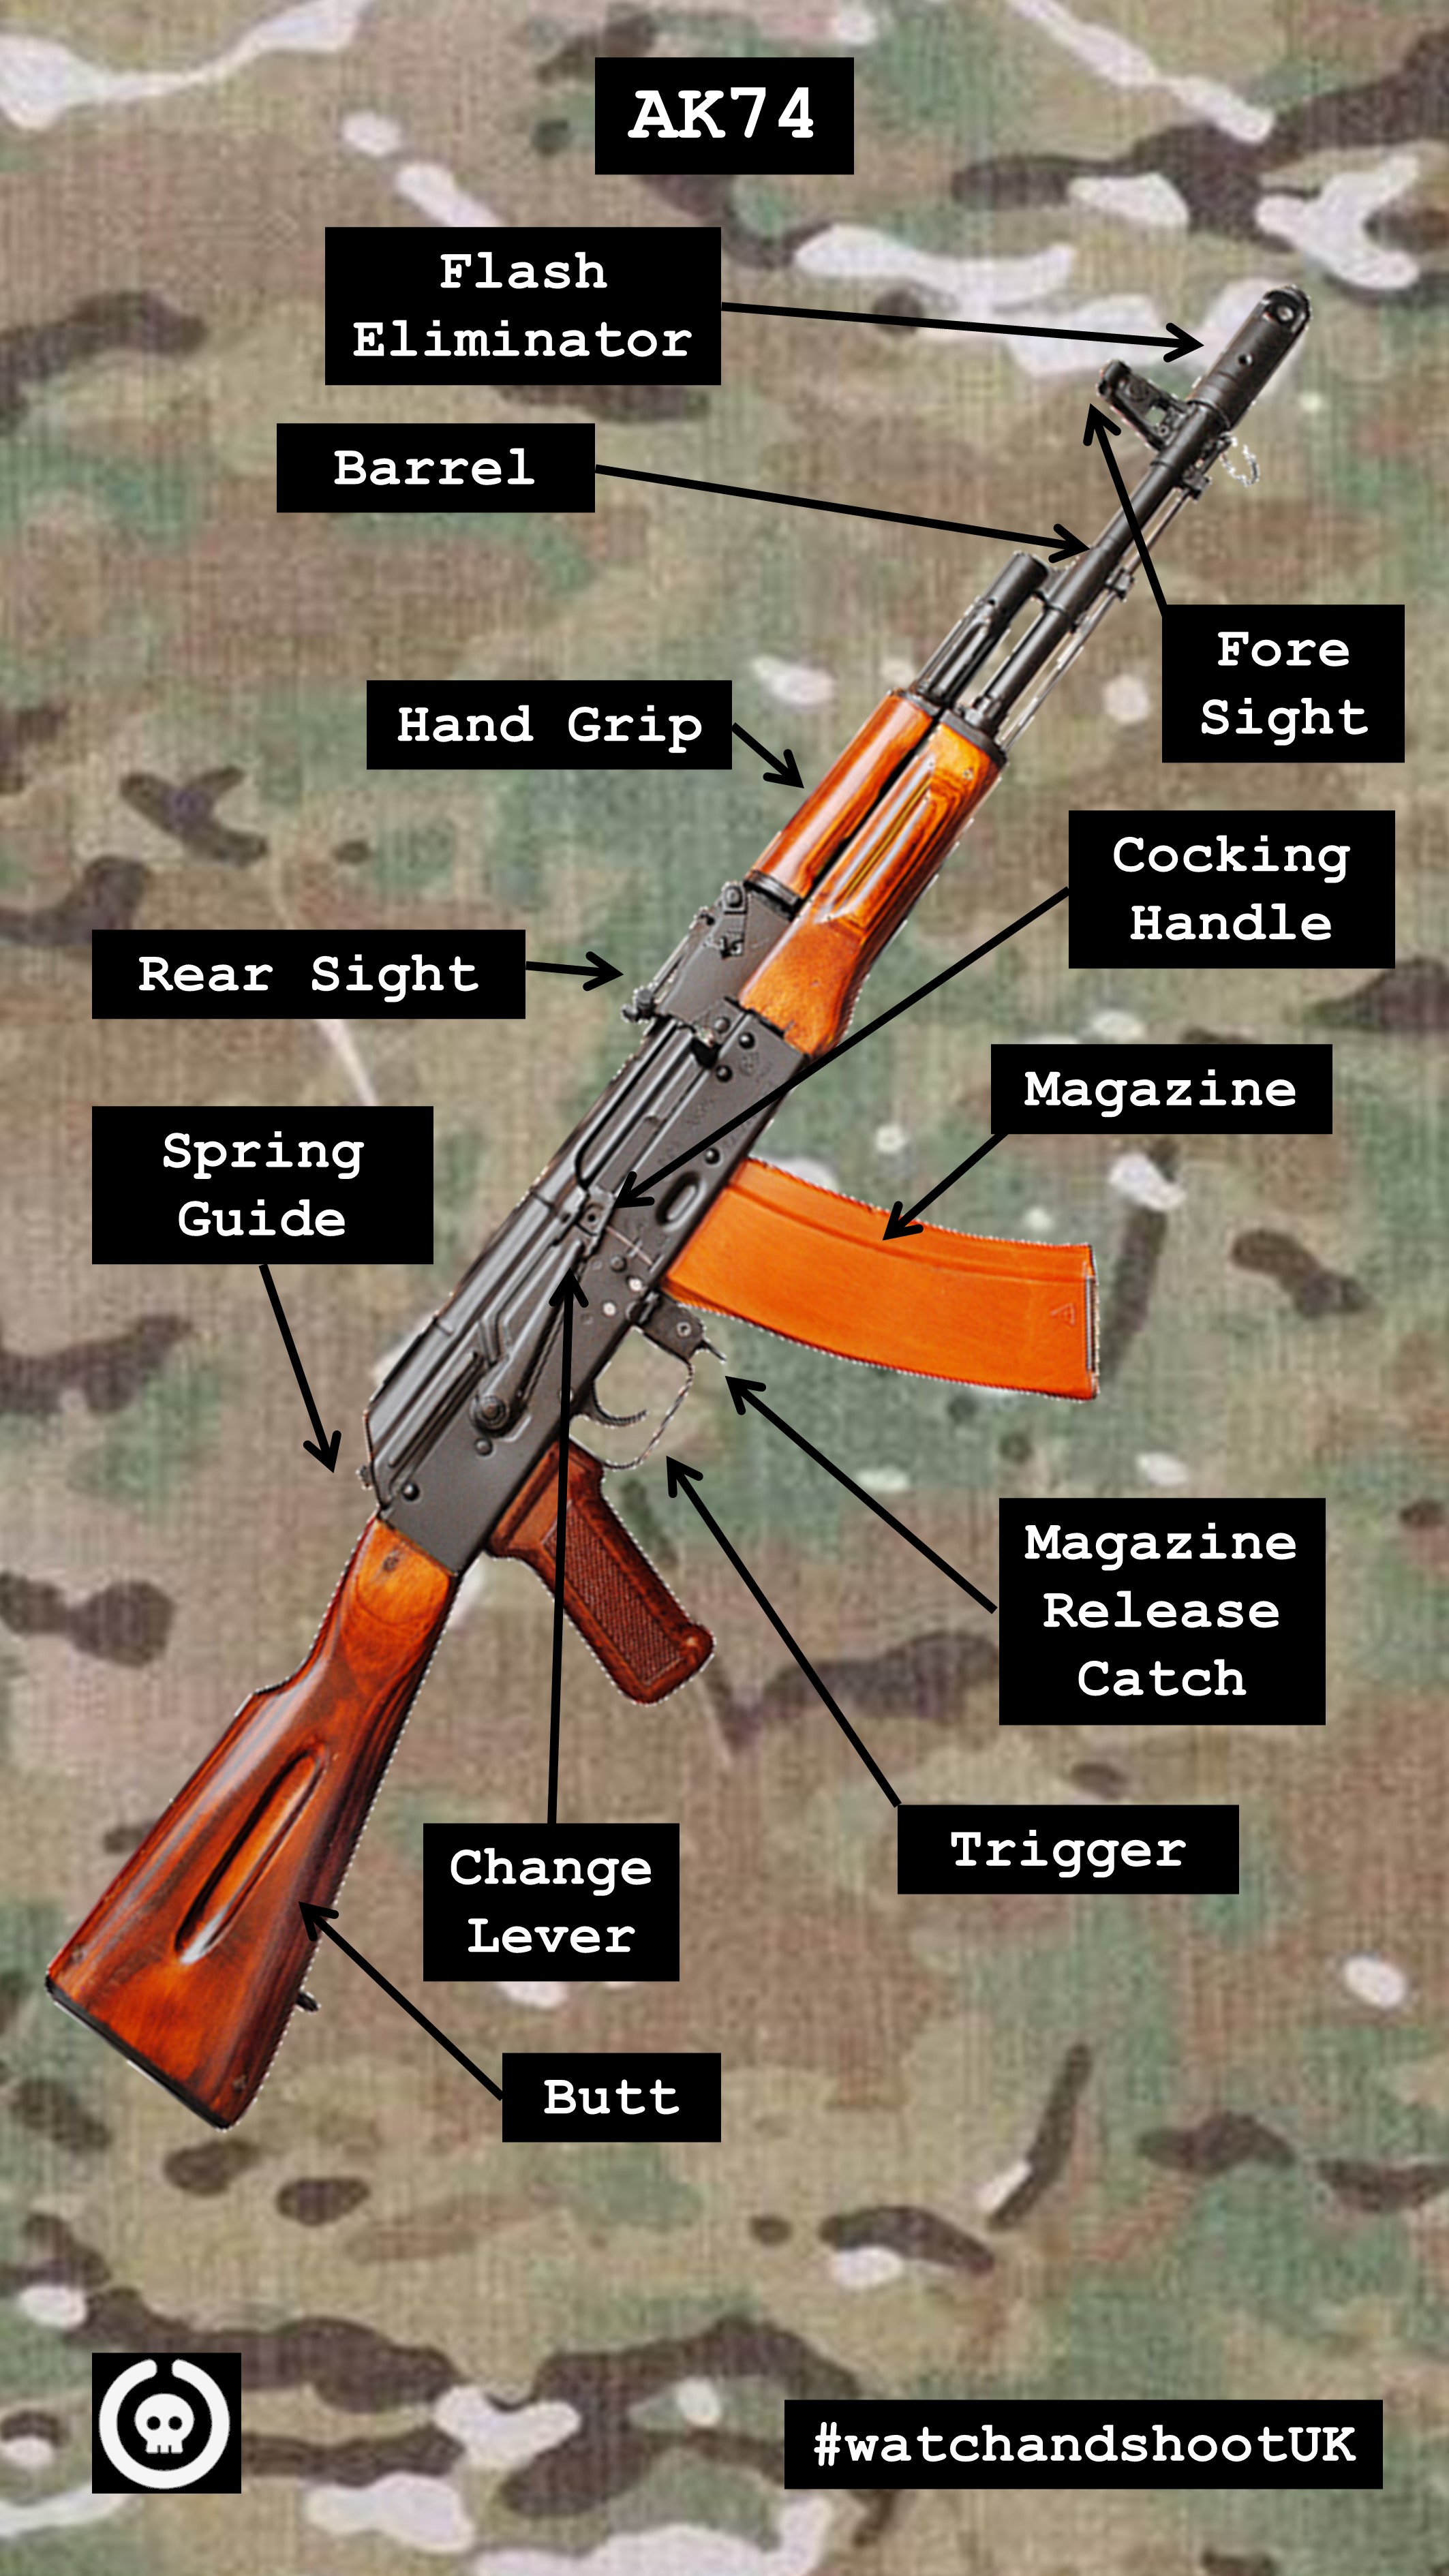 AK74
Flash
Eliminator
Barrel
Fore
Sight
Hand Grip
Cocking
Handle
Rear Sight
Magazine
Spring
Guide
Magazine
Release
Catch
Trigger
Change
Lever
Butt
#watchandshootUK